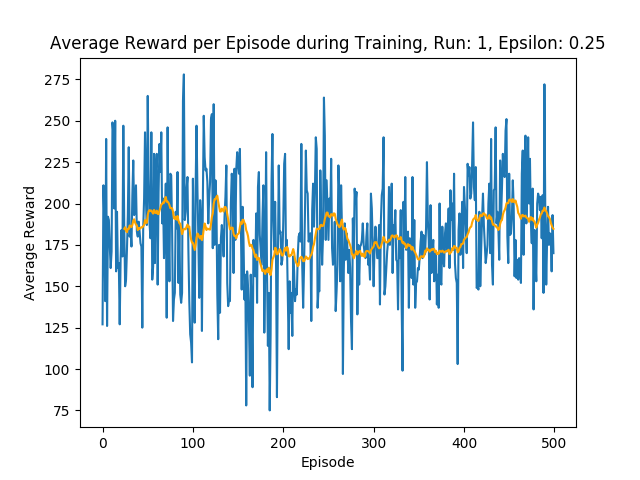 Average Reward per Episode during Training, Run: 1, Epsilon: 0.25
275
250
225
200
175
150
125
100
75
Average Reward
0 100 200 300 400 500
Episode